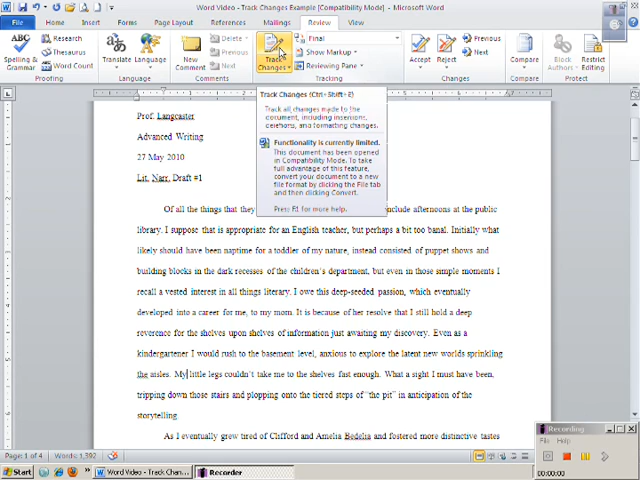 Word Video - Track Changes Example [Compatibility Mode] - Microsoft Word
File Home Insert Forms Page Layout References Mailings Review View
Research
Thesaurus
Word Count
Spelling & Grammar
Translate Language
New Comment
Delete
Previous
Next
Track Changes
Final
Show Markup
Reviewing Pane
Accept Reject
Previous
Next
Compare
Block Authors
Restrict Editing
Proofing Language Comments Tracking Changes Compare Protect
Track Changes (Ctrl+Shift+E)
Track all changes made to the
document, including insertions,
deletions, and formatting changes.
Functionality is currently limited.
This document has been opened
in Compatibility Mode. To take
full advantage of this feature,
convert your document to a new
file format by clicking the File tab
and then clicking Convert.
Press F1 for more help.
Prof. Langcaster
Advanced Writing
27 May 2010
Lit. Narr. Draft #1
Of all the things that they
nclude afternoons at the public
library. I suppose that is appropriate for an English teacher, but perhaps a bit too banal. Initially what
likely should have been naptime for a toddler of my nature, instead consisted of puppet shows and
building blocks in the dark recesses of the children's department, but even in those simple moments I
recall a vested interest in all things literary. I owe this deep-seeded passion, which eventually
developed into a career for me, to my mom. It is because of her resolve that I still hold a deep
reverence for the shelves upon shelves of information just awaiting my discovery. Even as a
kindergartener I would rush to the basement level, anxious to explore the latent new worlds sprinkling
the aisles. My little legs couldn't take me to the shelves fast enough. What a sight I must have been,
tripping down those stairs and plopping onto the tiered steps of "the pit" in anticipation of the
storytelling.
As I eventually grew tired of Clifford and Amelia Bedelia and fostered more distinctive tastes
Page: 1 of 4 Words: 1,392
Recording
File Help
00:00:00
Start Word Video - Track Chan... Recorder